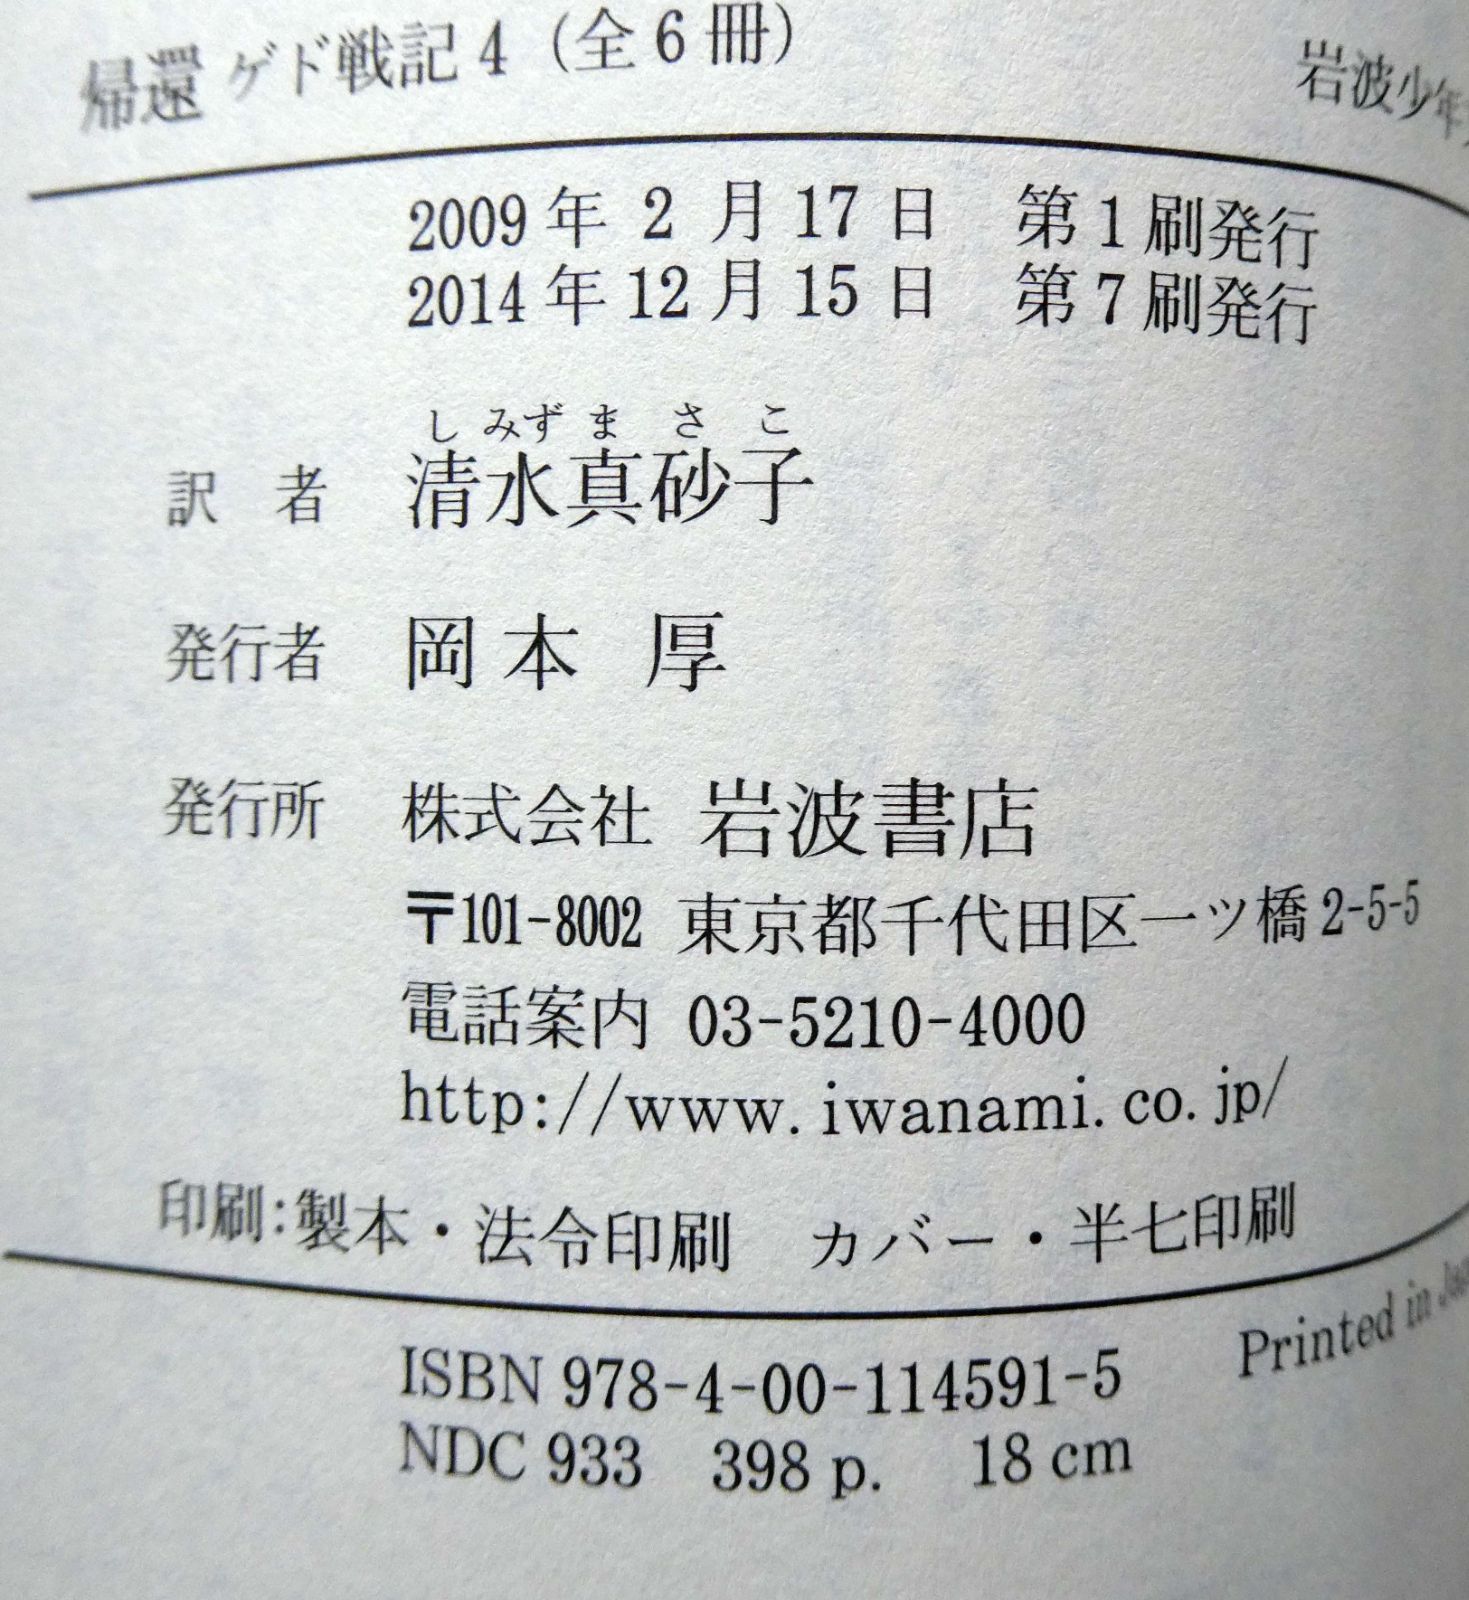 帰還 ゲド戦記 4 (全 6 冊)
岩波少年
2009 年 2 月 17 日 第 1 刷発行
2014 年 12 月 15 日 第 7 刷発行
しみずまさこ
訳 者 清水真砂子
発行者 岡本 厚
発行所 株式会社 岩波書店
〒101-8002 東京都千代田区一ツ橋 2-5-5
電話案内 03-5210-4000
http://www.iwanami.co.jp/
印刷:製本・法令印刷 カバー・半七印刷
Printed in
ISBN 978-4-00-114591-5
NDC 933 398 p. 18 cm